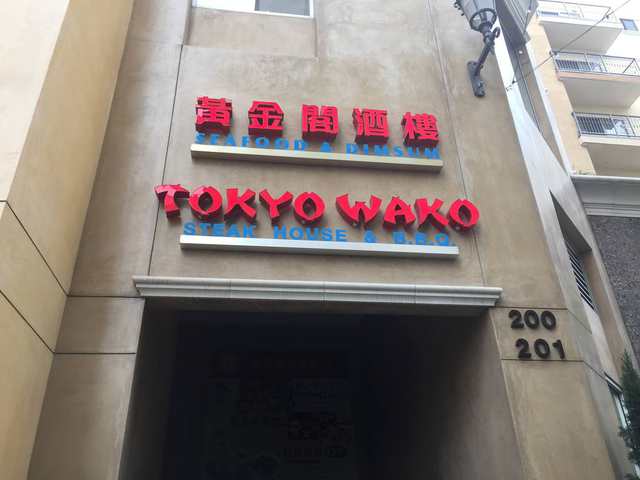 黃金閣酒樓
SEAFOOD & DIMSUM
TOKYO WAKO
STEAK HOUSE & B.B.Q.
200
201